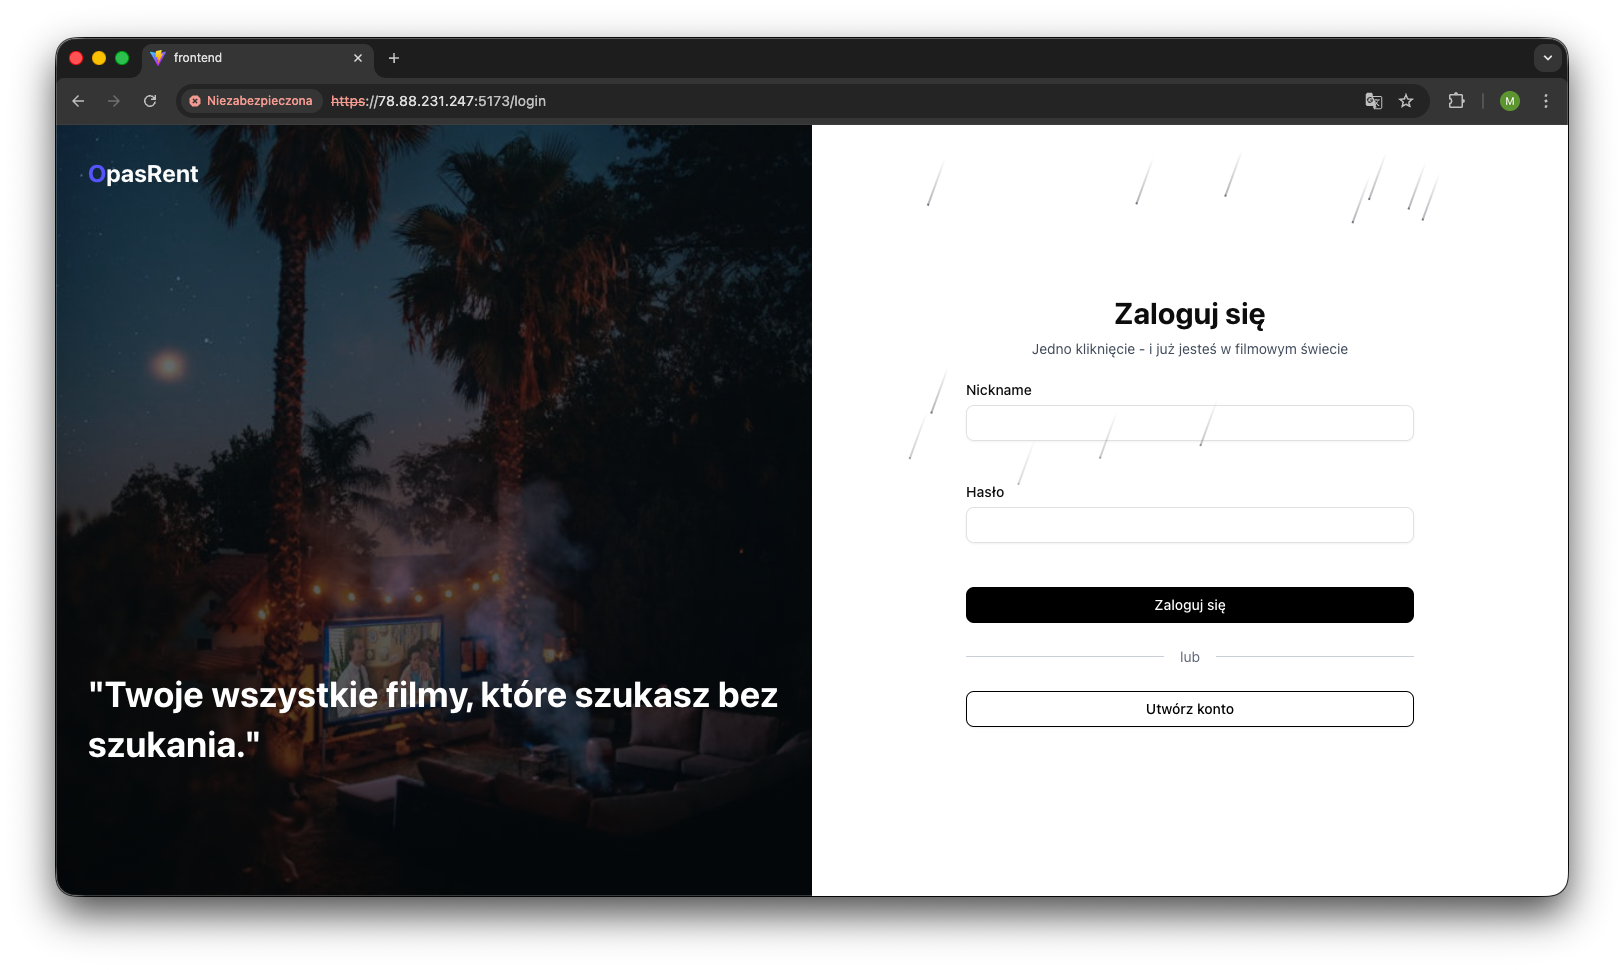 frontend
Niezabezpieczona https://78.88.231.247:5173/login
M
OpasRent
"Twoje wszystkie filmy, które szukasz bez
szukania."
Zaloguj się
Jedno kliknięcie - i już jesteś w filmowym świecie
Nickname
Hasło
Zaloguj się
lub
Utwórz konto